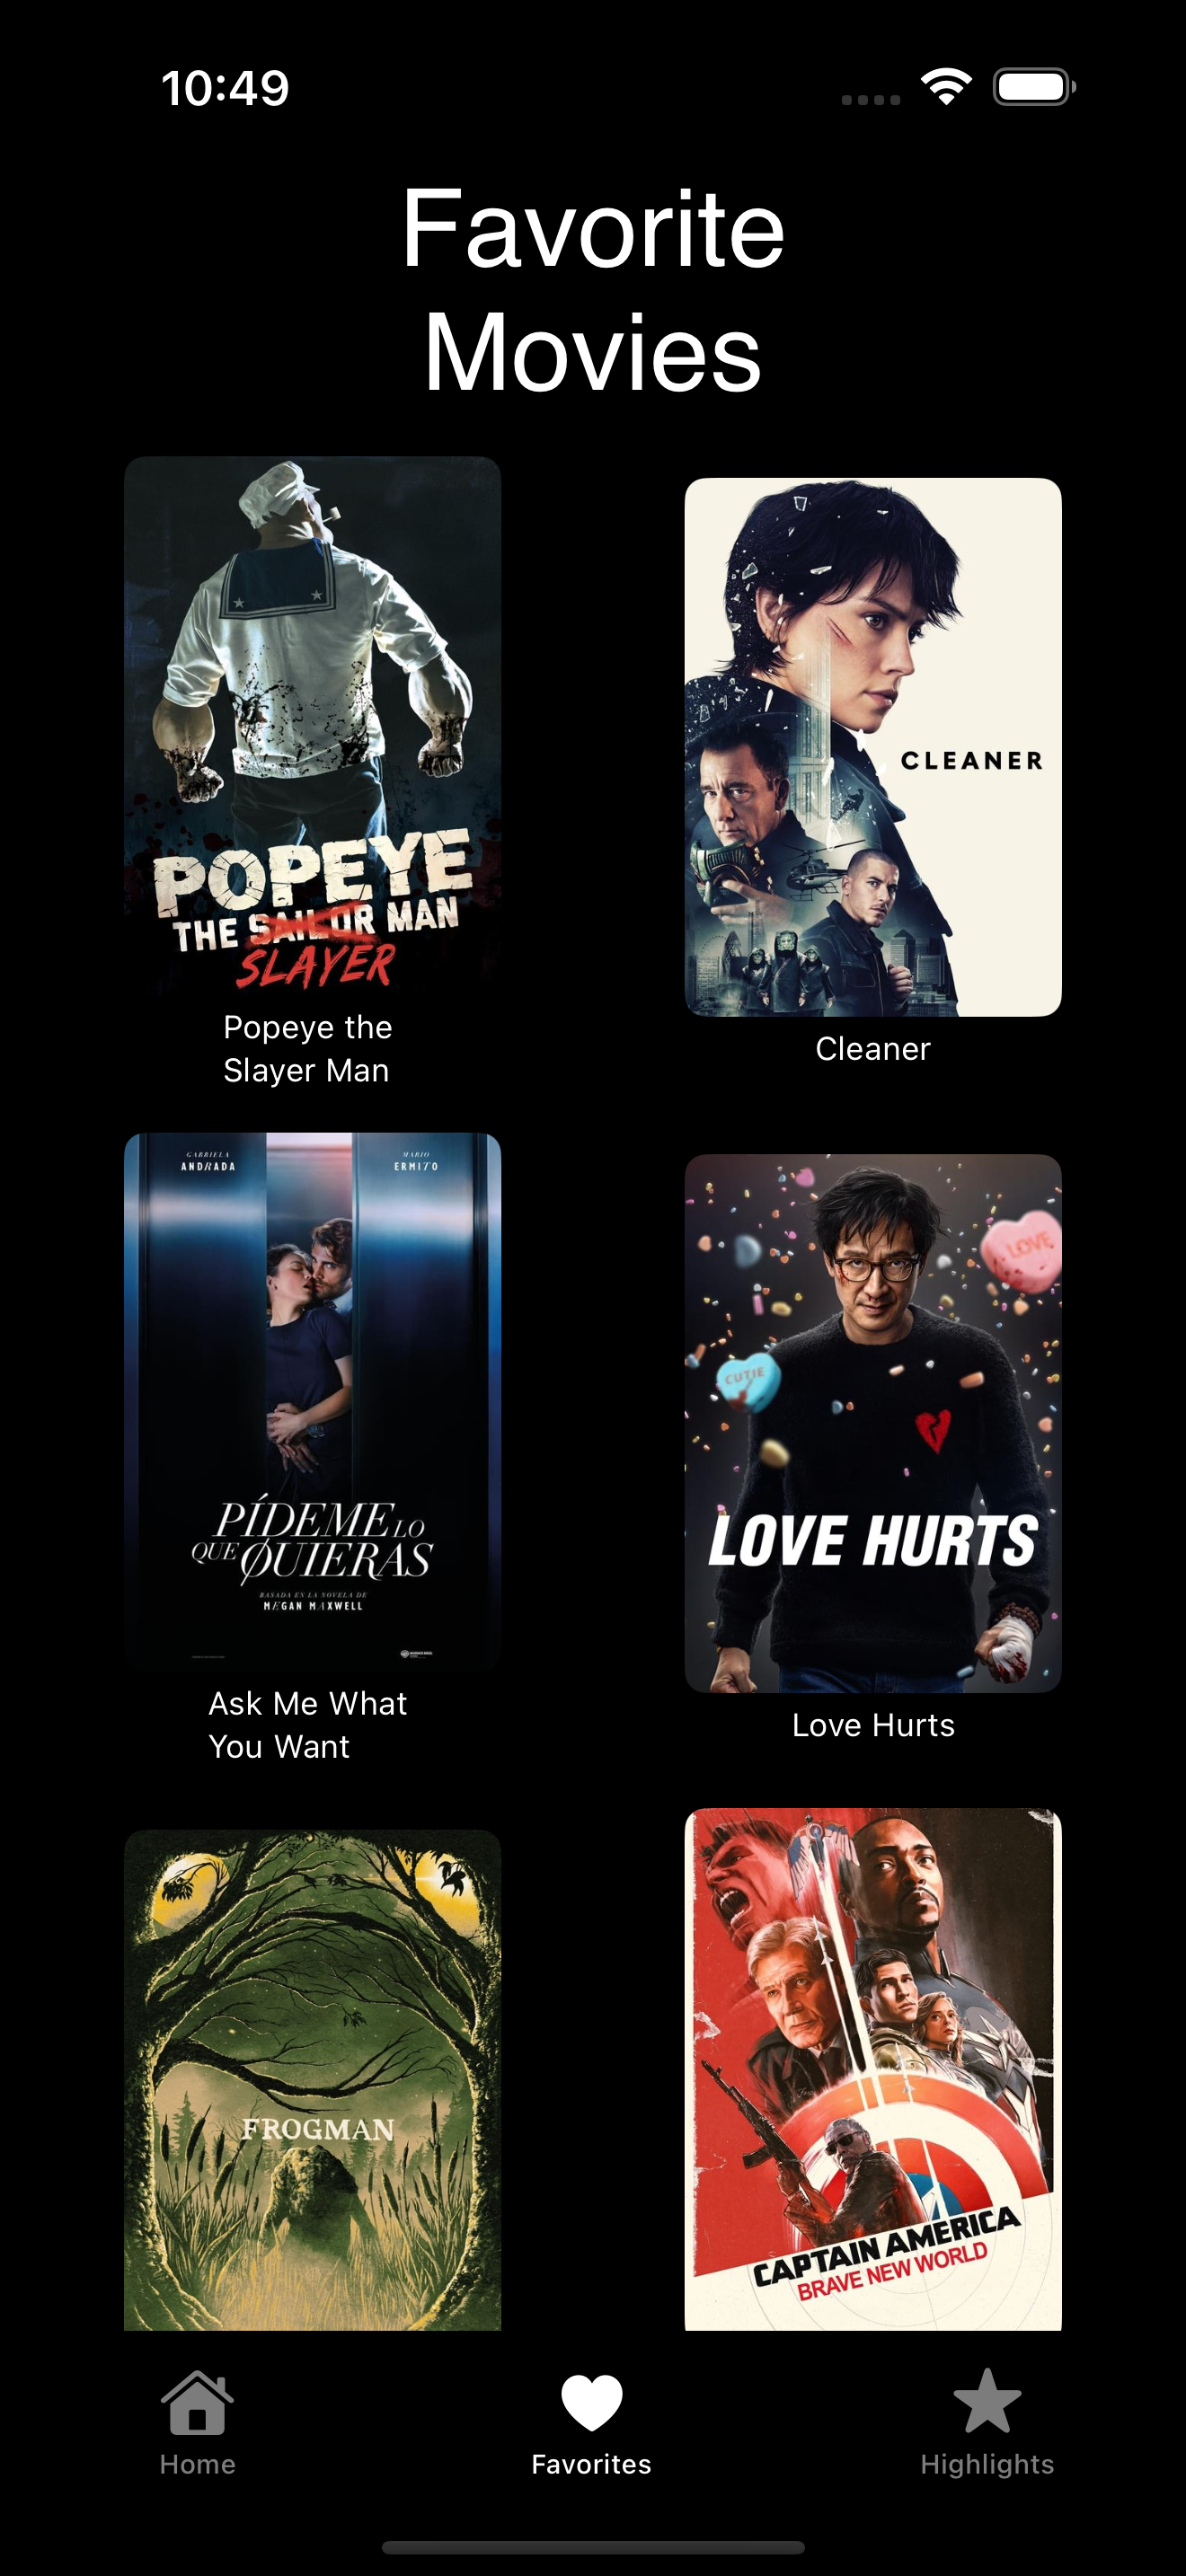 10:49
Favorite
Movies
POPEYE
THE SAILOR MAN
SLAYER
Popeye the
Slayer Man
CLEANER
Cleaner
GABRIELA
ANDRADA
MARIO
ERMITO
PÍDEME LO
QUE QUIERAS
BASADA EN LA NOVELA DE
MEGAN MAXWELL
Ask Me What
You Want
LOVE
CUTIE
LOVE HURTS
Love Hurts
FROGMAN
CAPTAIN AMERICA
BRAVE NEW WORLD
Home
Favorites
Highlights